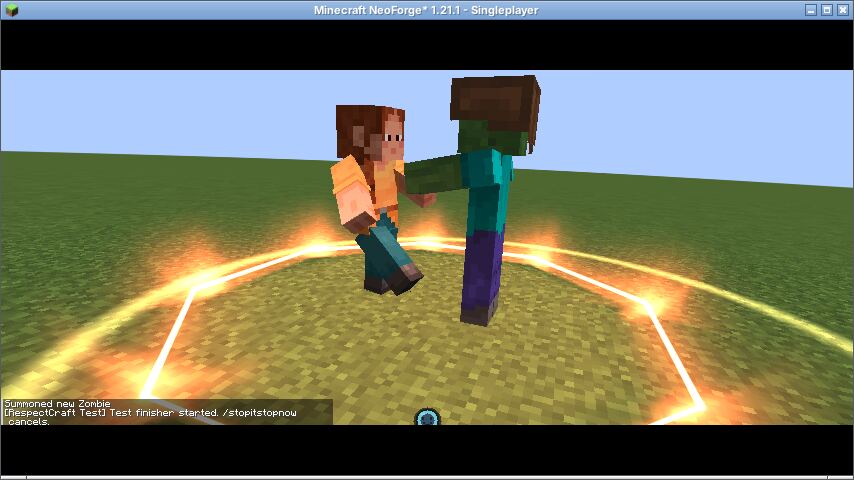 Minecraft NeoForge* 1.21.1 - Singleplayer
Summoned new Zombie
[RespectCraft Test] Test finisher started. /stopitstopnow
cancels.